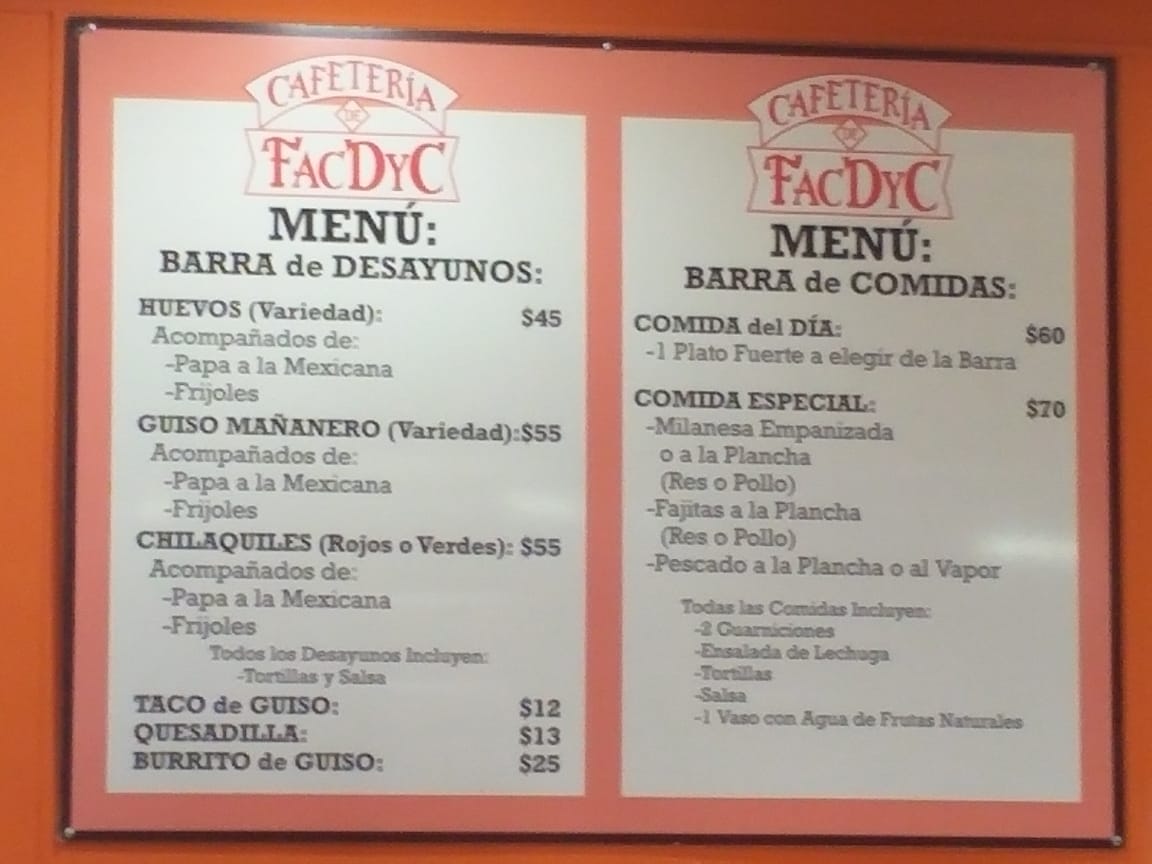 CAFETERÍA
DE
FACDYC
MENÚ:
BARRA de DESAYUNOS:
HUEVOS (Variedad): $45
Acompañados de:
-Papa a la Mexicana
-Frijoles
GUISO MAÑANERO (Variedad):$55
Acompañados de:
-Papa a la Mexicana
-Frijoles
CHILAQUILES (Rojos o Verdes): $55
Acompañados de:
-Papa a la Mexicana
-Frijoles
Todos los Desayunos Incluyen:
-Tortillas y Salsa
TACO de GUISO: $12
QUESADILLA: $13
BURRITO de GUISO: $25
CAFETERÍA
DE
FACDYC
MENÚ:
BARRA de COMIDAS:
COMIDA del DÍA: $60
-1 Plato Fuerte a elegir de la Barra
COMIDA ESPECIAL: $70
-Milanesa Empanizada
o a la Plancha
(Res o Pollo)
-Fajitas a la Plancha
(Res o Pollo)
-Pescado a la Plancha o al Vapor
Todas las Comidas Incluyen:
-2 Guarniciones
-Ensalada de Lechuga
-Tortillas
-Salsa
-1 Vaso con Agua de Frutas Naturales